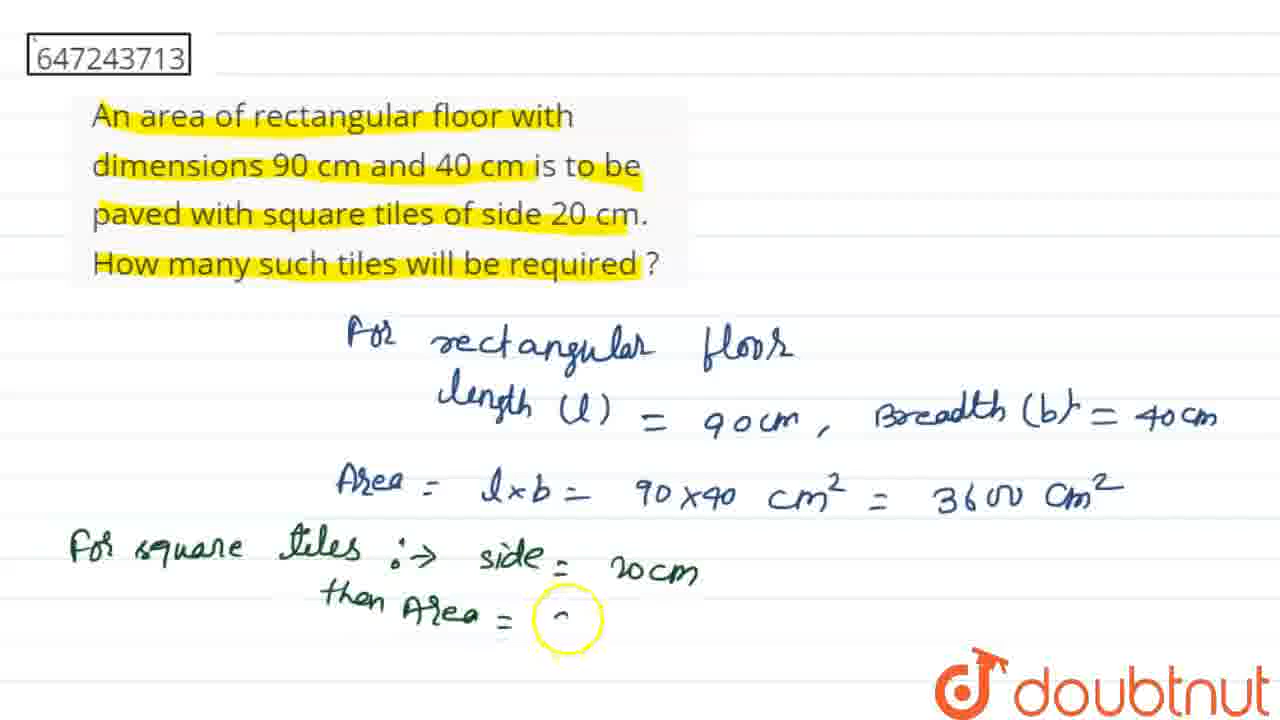 647243713
An area of rectangular floor with
dimensions 90 cm and 40 cm is to be
paved with square tiles of side 20 cm.
How many such tiles will be required ?
For rectangular floor
length (l) = 90cm, Breadth (b) = 40cm
Area = l×b = 90×40 cm² = 3600 cm²
For square tiles :→ side = 20cm
then Area =
doubtnut